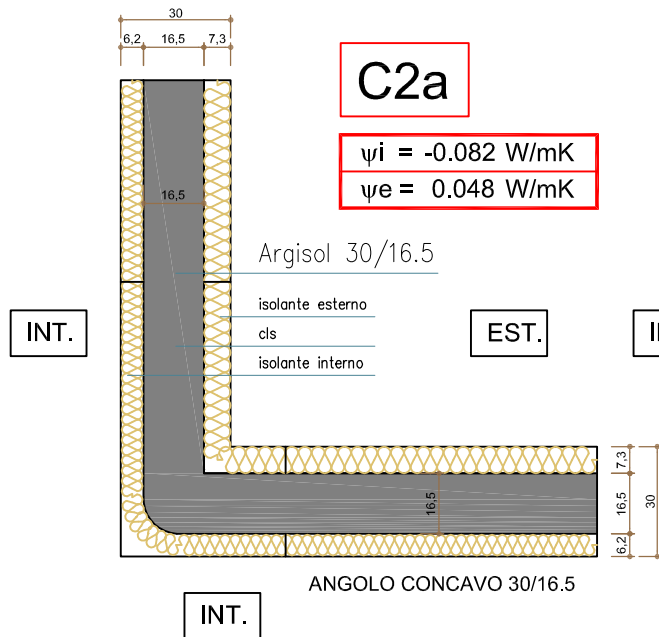 30
6,2 16,5 7,3
C2a
ψi = -0.082 W/mK
ψe = 0.048 W/mK
16,5
Argisol 30/16.5
isolante esterno
cls
isolante interno
INT.
EST.
7,3
16,5
30
6,2
16,5
ANGOLO CONCAVO 30/16.5
INT.